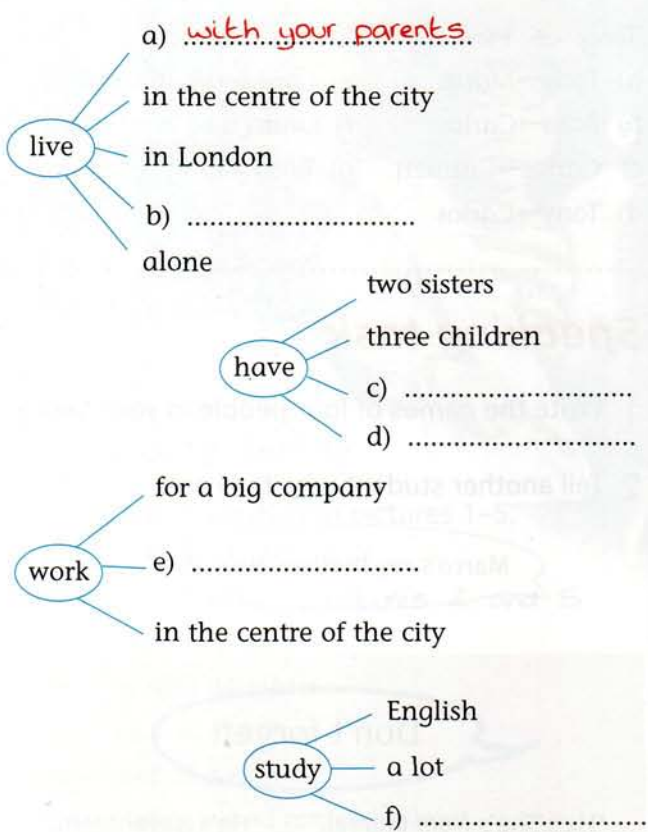 a) with your parents
in the centre of the city
live
in London
b) ..............................
alone
two sisters
three children
have
c) ..............................
d) ..............................
for a big company
work
e) ..............................
in the centre of the city
English
study
a lot
f) ..............................